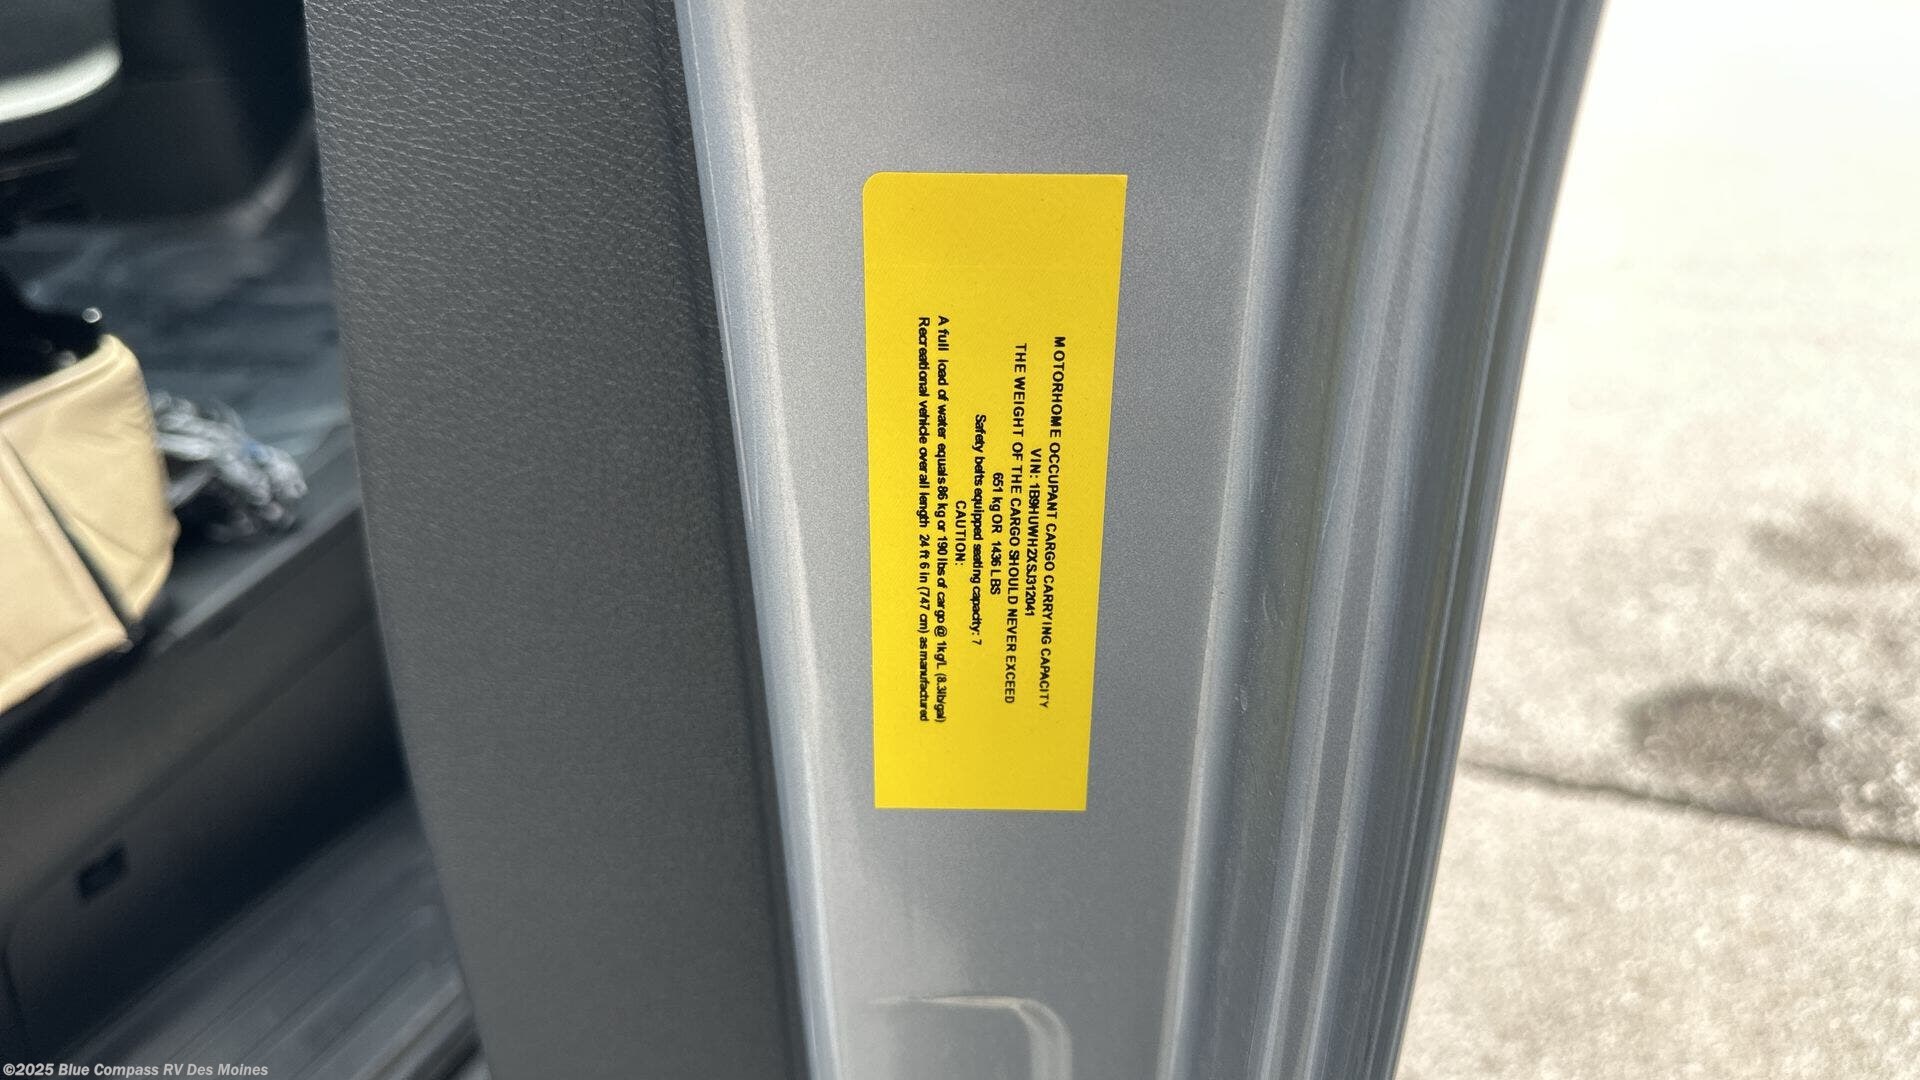 MOTORHOME OCCUPANT CARGO CARRYING CAPACITY
VIN: 1B9HUWH2XSJ312041
THE WEIGHT OF THE CARGO SHOULD NEVER EXCEED
651 kg OR 1436 LBS
Safety belts equipped seating capacity: 7
CAUTION:
A full load of water equals 86 kg or 190 lbs of cargo @ 1kg/L (8.3lb/gal)
Recreational vehicle over all length 24 ft 6 in (747 cm) as manufactured
©2025 Blue Compass RV Des Moines